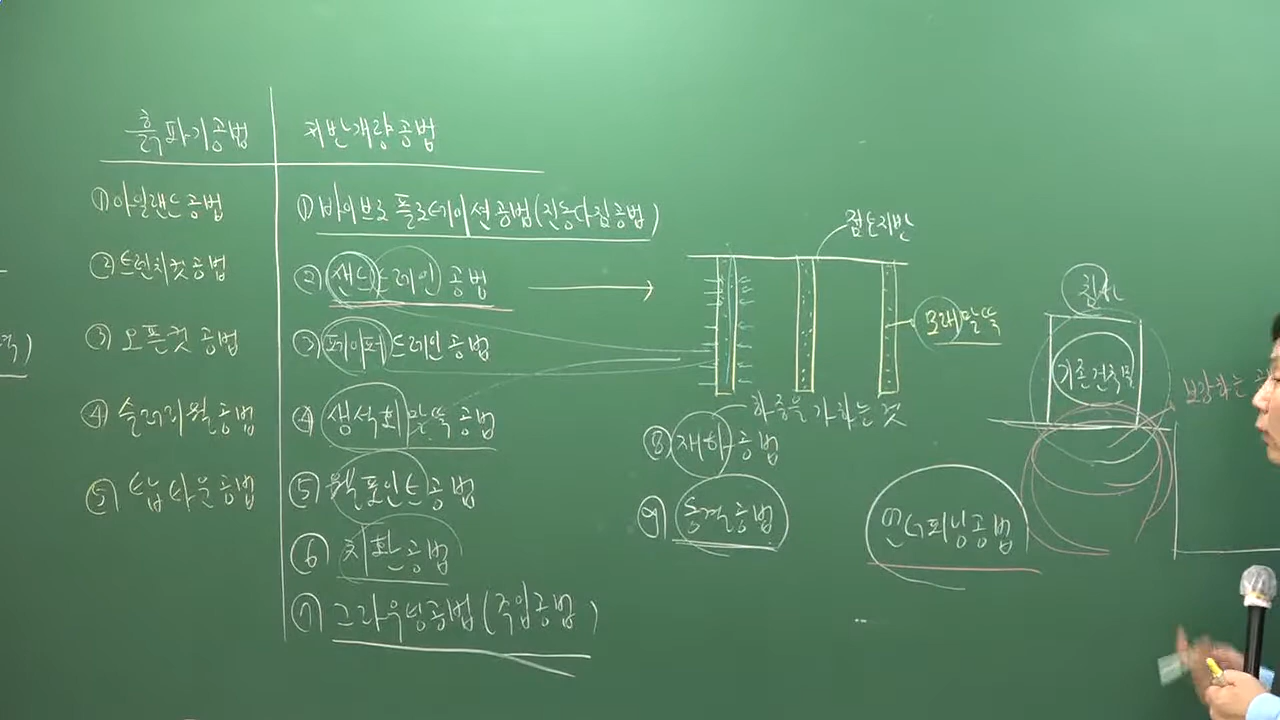 흙파기공법
① 아일랜드공법
② 트렌치컷공법
③ 오픈컷 공법
④ 슬러리월공법
⑤ 탑다운공법
지반개량공법
① 바이브로 플로테이션공법(진동다짐공법)
② 샌드드레인 공법
③ 페이퍼드레인공법
④ 생석회말뚝공법
⑤ 웰포인트공법
⑥ 치환공법
⑦ 그라우팅공법(주입공법)
점토지반
모래말뚝
하중을 가하는 것
⑧ 재하공법
⑨ 동결공법
언더피닝공법
침하
기존건축물
보강하는